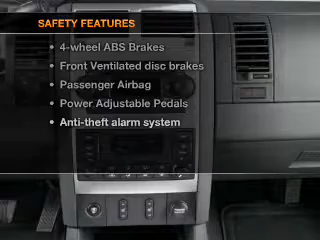 SAFETY FEATURES
• 4-wheel ABS Brakes
• Front Ventilated disc brakes
• Passenger Airbag
• Power Adjustable Pedals
• Anti-theft alarm system